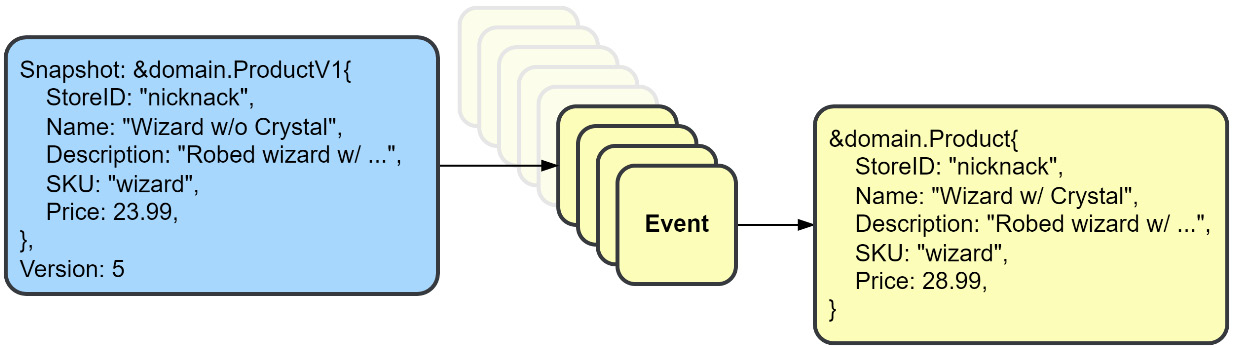 Snapshot: &domain.ProductV1{
    StoreID: "nicknack",
    Name: "Wizard w/o Crystal",
    Description: "Robed wizard w/ ...",
    SKU: "wizard",
    Price: 23.99,
},
Version: 5
Event
&domain.Product{
    StoreID: "nicknack",
    Name: "Wizard w/ Crystal",
    Description: "Robed wizard w/ ...",
    SKU: "wizard",
    Price: 28.99,
}